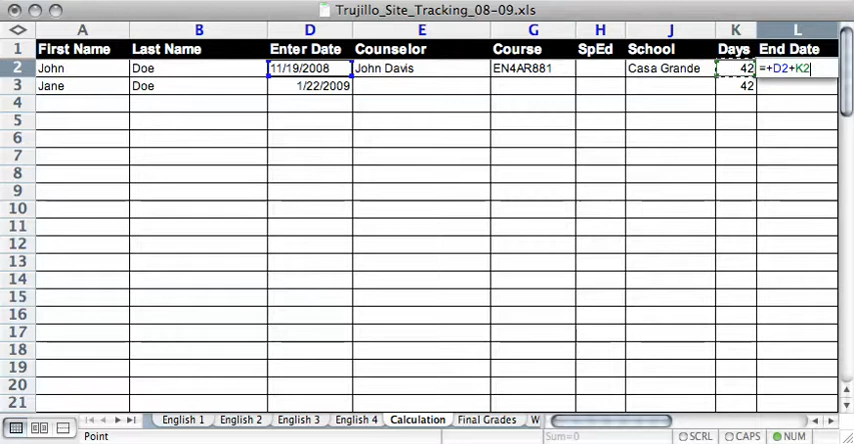 Trujillo_Site_Tracking_08-09.xls
A B D E G H J K L
1 First Name Last Name Enter Date Counselor Course SpEd School Days End Date
2 John Doe 11/19/2008 John Davis EN4AR881 Casa Grande 42 =+D2+K2
3 Jane Doe 1/22/2009 42
4
5
6
7
8
9
10
11
12
13
14
15
16
17
18
19
20
21
English 1 English 2 English 3 English 4 Calculation Final Grades W
Point Sum=0 SCRL CAPS NUM